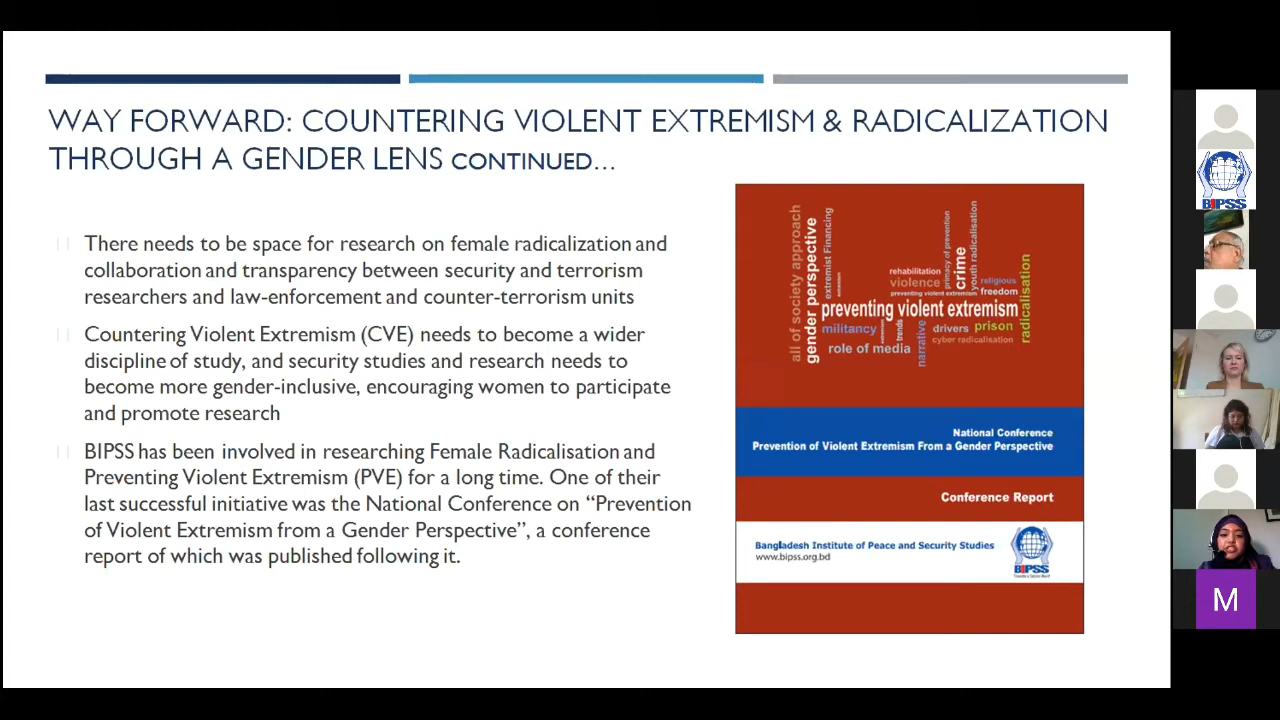 WAY FORWARD: COUNTERING VIOLENT EXTREMISM & RADICALIZATION
THROUGH A GENDER LENS CONTINUED…
There needs to be space for research on female radicalization and
collaboration and transparency between security and terrorism
researchers and law-enforcement and counter-terrorism units
Countering Violent Extremism (CVE) needs to become a wider
discipline of study, and security studies and research needs to
become more gender-inclusive, encouraging women to participate
and promote research
BIPSS has been involved in researching Female Radicalisation and
Preventing Violent Extremism (PVE) for a long time. One of their
last successful initiative was the National Conference on “Prevention
of Violent Extremism from a Gender Perspective”, a conference
report of which was published following it.
all of society approach
gender perspective
extremist Financing
rehabilitation
violence
preventing violent extremism
primacy of prevention
crime
youth radicalisation
religious
freedom
radicalisation
preventing violent extremism
militancy
trends
drivers
prison
role of media
narrative
cyber radicalisation
National Conference
Prevention of Violent Extremism From a Gender Perspective
Conference Report
Bangladesh Institute of Peace and Security Studies
www.bipss.org.bd
BIPSS
BIPSS
M